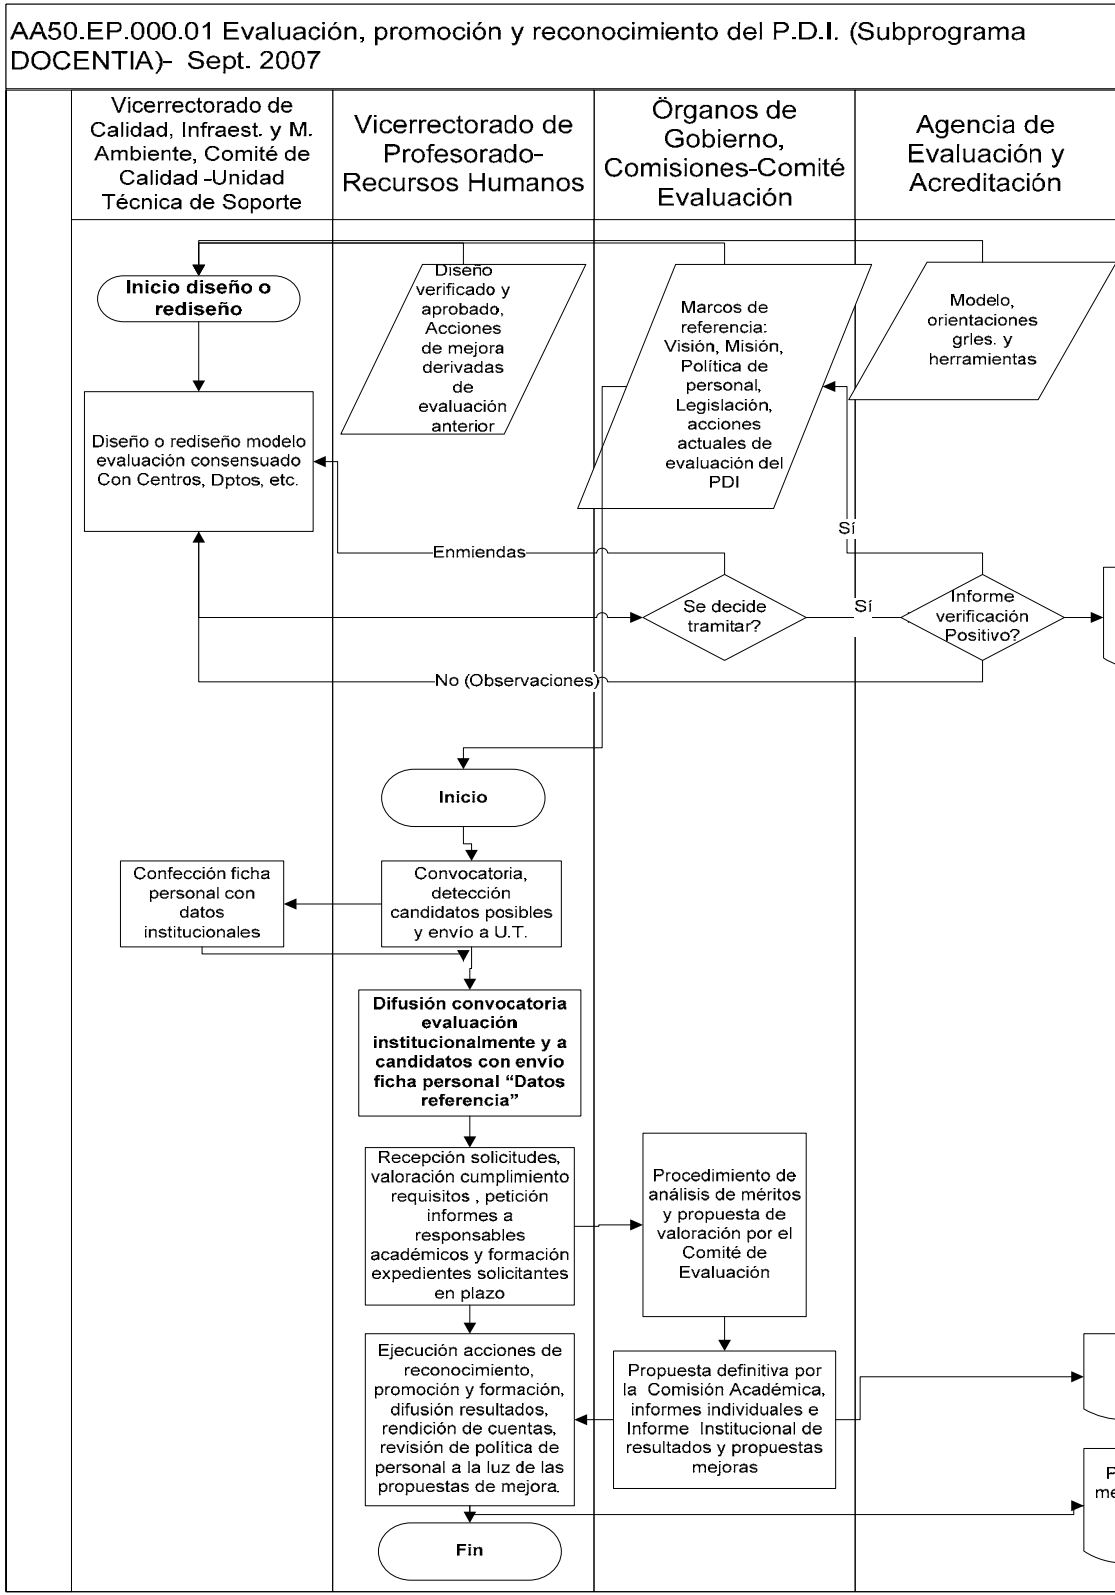 AA50.EP.000.01 Evaluación, promoción y reconocimiento del P.D.I. (Subprograma
DOCENTIA)- Sept. 2007
Vicerrectorado de
Calidad, Infraest. y M.
Ambiente, Comité de
Calidad -Unidad
Técnica de Soporte
Vicerrectorado de
Profesorado-
Recursos Humanos
Örganos de
Gobierno,
Comisiones-Comité
Evaluación
Agencia de
Evaluación y
Acreditación
Inicio diseño o
rediseño
Diseño
verificado y
aprobado,
Acciones
de mejora
derivadas
de
evaluación
anterior
Marcos de
referencia:
Visión, Misión,
Política de
personal,
Legislación,
acciones
actuales de
evaluación del
PDI
Modelo,
orientaciones
grles. y
herramientas
Diseño o rediseño modelo
evaluación consensuado
Con Centros, Dptos, etc.
Sí
Enmiendas
Se decide
tramitar?
Sí
Informe
verificación
Positivo?
No (Observaciones)
Inicio
Confección ficha
personal con
datos
institucionales
Convocatoria,
detección
candidatos posibles
y envío a U.T.
Difusión convocatoria
evaluación
institucionalmente y a
candidatos con envío
ficha personal “Datos
referencia”
Recepción solicitudes,
valoración cumplimiento
requisitos , petición
informes a
responsables
académicos y formación
expedientes solicitantes
en plazo
Procedimiento de
análisis de méritos
y propuesta de
valoración por el
Comité de
Evaluación
Ejecución acciones de
reconocimiento,
promoción y formación,
difusión resultados,
rendición de cuentas,
revisión de política de
personal a la luz de las
propuestas de mejora.
Propuesta definitiva por
la Comisión Académica,
informes individuales e
Informe Institucional de
resultados y propuestas
mejoras
P
me
Fin